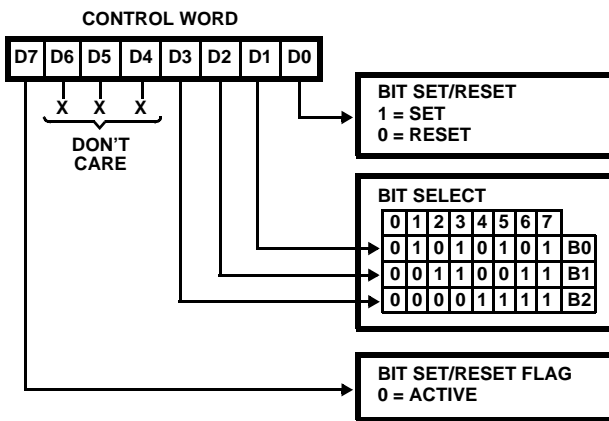 CONTROL WORD
D7 D6 D5 D4 D3 D2 D1 D0
X X X
DON'T
CARE
BIT SET/RESET
1 = SET
0 = RESET
BIT SELECT
0 1 2 3 4 5 6 7
0 1 0 1 0 1 0 1 B0
0 0 1 1 0 0 1 1 B1
0 0 0 0 1 1 1 1 B2
BIT SET/RESET FLAG
0 = ACTIVE